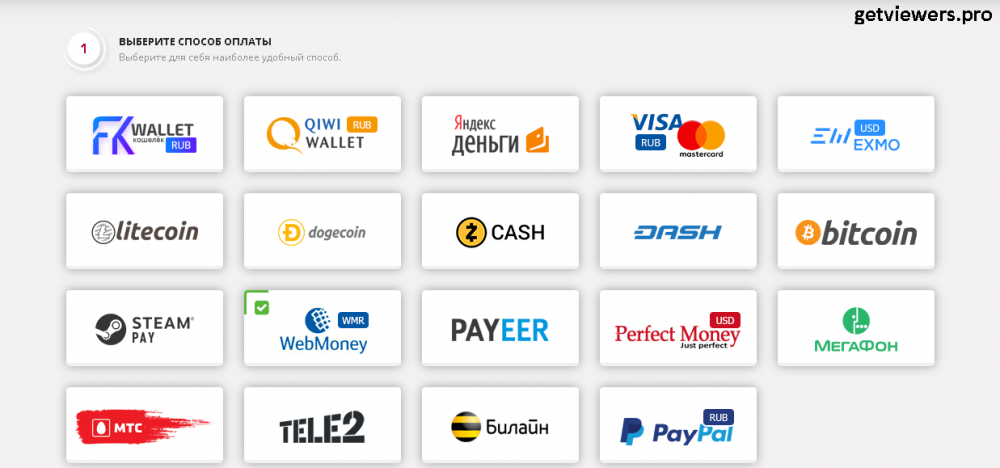 getviewers.pro
1
ВЫБЕРИТЕ СПОСОБ ОПЛАТЫ
Выберите для себя наиболее удобный способ.
FK WALLET
кошелёк
RUB
QIWI RUB
WALLET
Яндекс
деньги
VISA
RUB
mastercard
USD
EXMO
litecoin
dogecoin
CASH
DASH
bitcoin
STEAM®
PAY
WMR
WebMoney
PAYEER
USD
Perfect Money
Just perfect
МЕГАФОН
МТС
TELE2
Билайн
RUB
PayPal